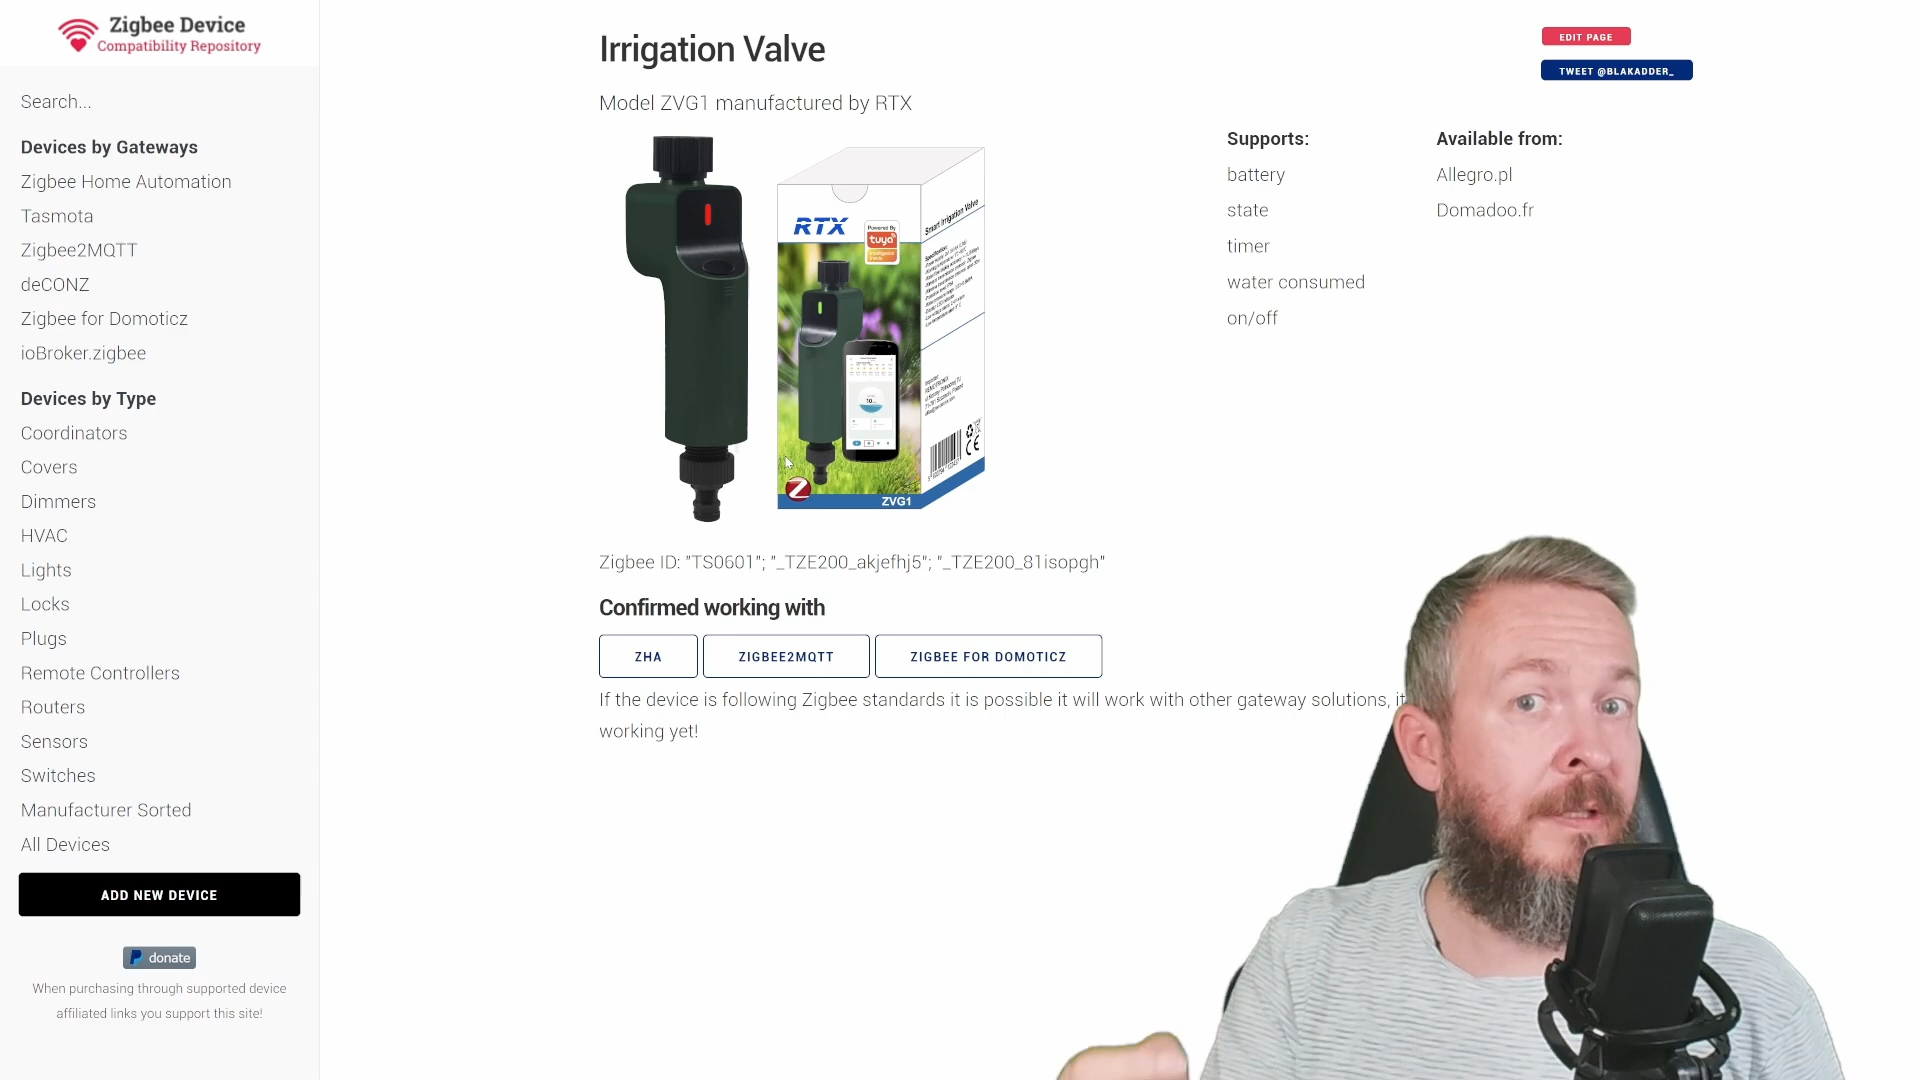 Zigbee Device
Compatibility Repository
Search...
Devices by Gateways
Zigbee Home Automation
Tasmota
Zigbee2MQTT
deCONZ
Zigbee for Domoticz
ioBroker.zigbee
Devices by Type
Coordinators
Covers
Dimmers
HVAC
Lights
Locks
Plugs
Remote Controllers
Routers
Sensors
Switches
Manufacturer Sorted
All Devices
ADD NEW DEVICE
donate
When purchasing through supported device
affiliated links you support this site!
Irrigation Valve
EDIT PAGE
TWEET @BLAKADDER_
Model ZVG1 manufactured by RTX
RTX
Powered By
tuya
Smart Irrigation Valve
ZVG1
Supports:
battery
state
timer
water consumed
on/off
Available from:
Allegro.pl
Domadoo.fr
Zigbee ID: "TS0601"; "_TZE200_akjefhj5"; "_TZE200_81isopgh"
Confirmed working with
ZHA
ZIGBEE2MQTT
ZIGBEE FOR DOMOTICZ
If the device is following Zigbee standards it is possible it will work with other gateway solutions, it
working yet!